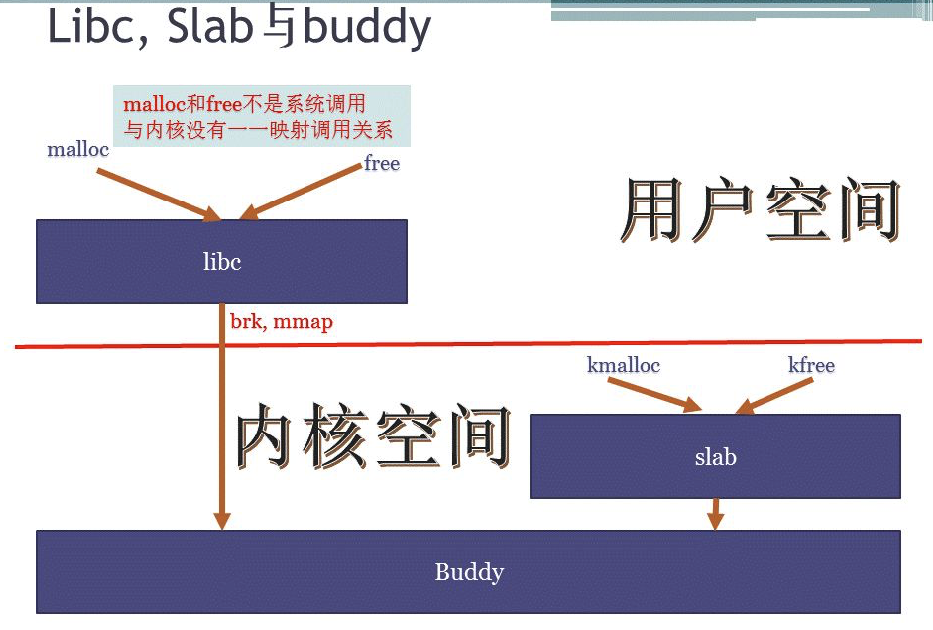 Libc, Slab与buddy
malloc和free不是系统调用
与内核没有一一映射调用关系
malloc
free
用户空间
libc
brk, mmap
kmalloc
kfree
内核空间
slab
Buddy